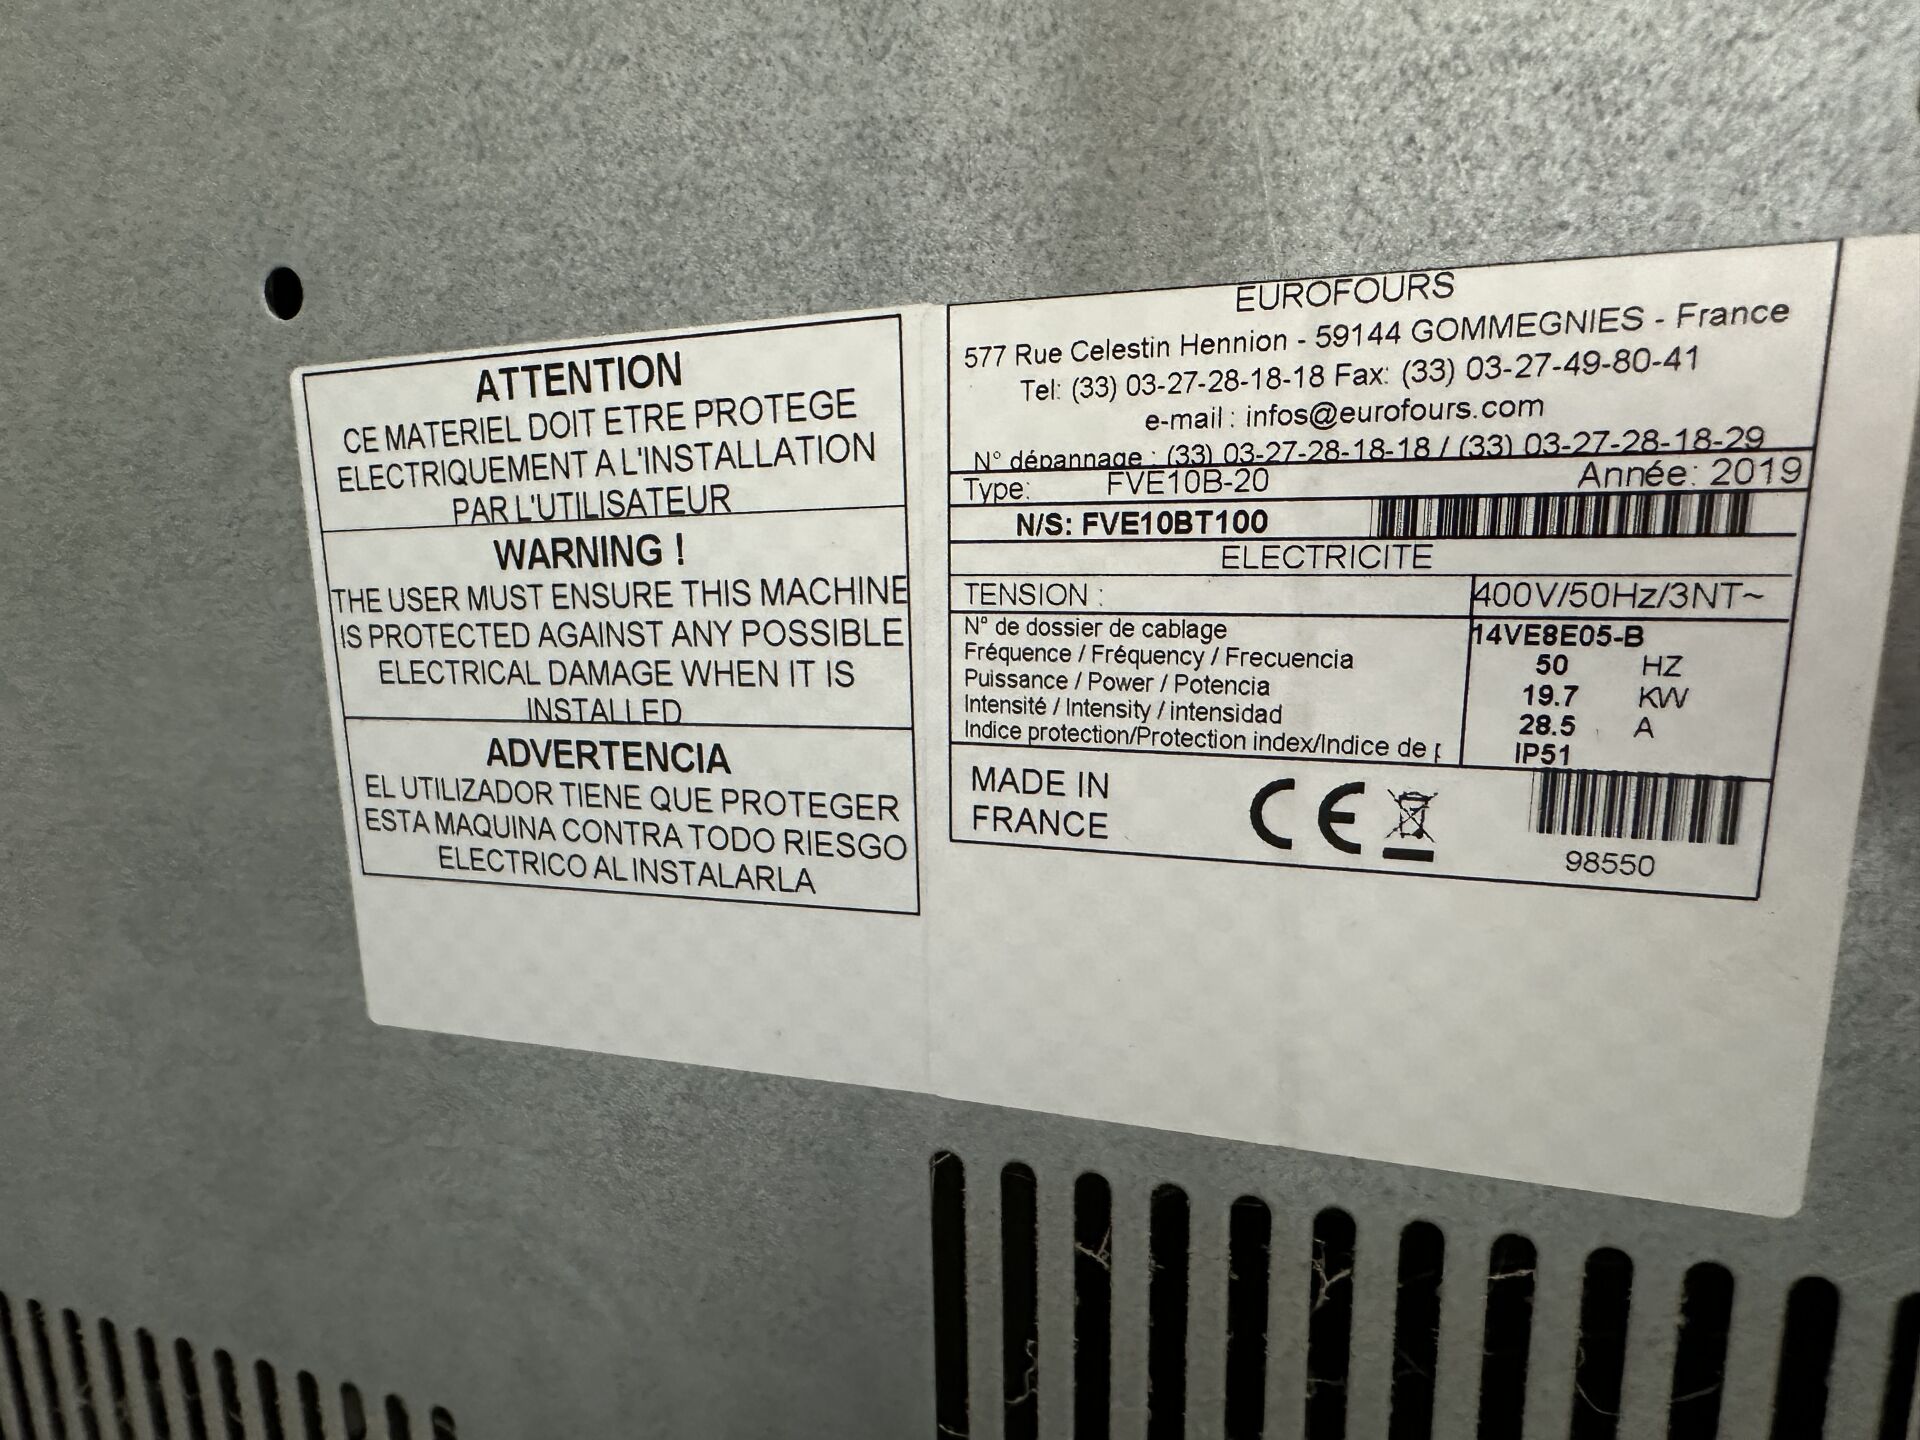 ATTENTION
CE MATERIEL DOIT ETRE PROTEGE
ELECTRIQUEMENT A L'INSTALLATION
PAR L'UTILISATEUR
WARNING !
THE USER MUST ENSURE THIS MACHINE
IS PROTECTED AGAINST ANY POSSIBLE
ELECTRICAL DAMAGE WHEN IT IS
INSTALLED
ADVERTENCIA
EL UTILIZADOR TIENE QUE PROTEGER
ESTA MAQUINA CONTRA TODO RIESGO
ELECTRICO AL INSTALARLA
EUROFOURS
577 Rue Celestin Hennion - 59144 GOMMEGNIES - France
Tel: (33) 03-27-28-18-18 Fax: (33) 03-27-49-80-41
e-mail : infos@eurofours.com
N° dépannage : (33) 03-27-28-18-18 / (33) 03-27-28-18-29
Type: FVE10B-20 Année: 2019
N/S: FVE10BT100
ELECTRICITE
TENSION : 400V/50Hz/3NT~
N° de dossier de cablage 14VE8E05-B
Fréquence / Fréquency / Frecuencia 50 HZ
Puissance / Power / Potencia 19.7 KW
Intensité / Intensity / intensidad 28.5 A
Indice protection/Protection index/Indice de IP51
MADE IN
FRANCE
CE
98550